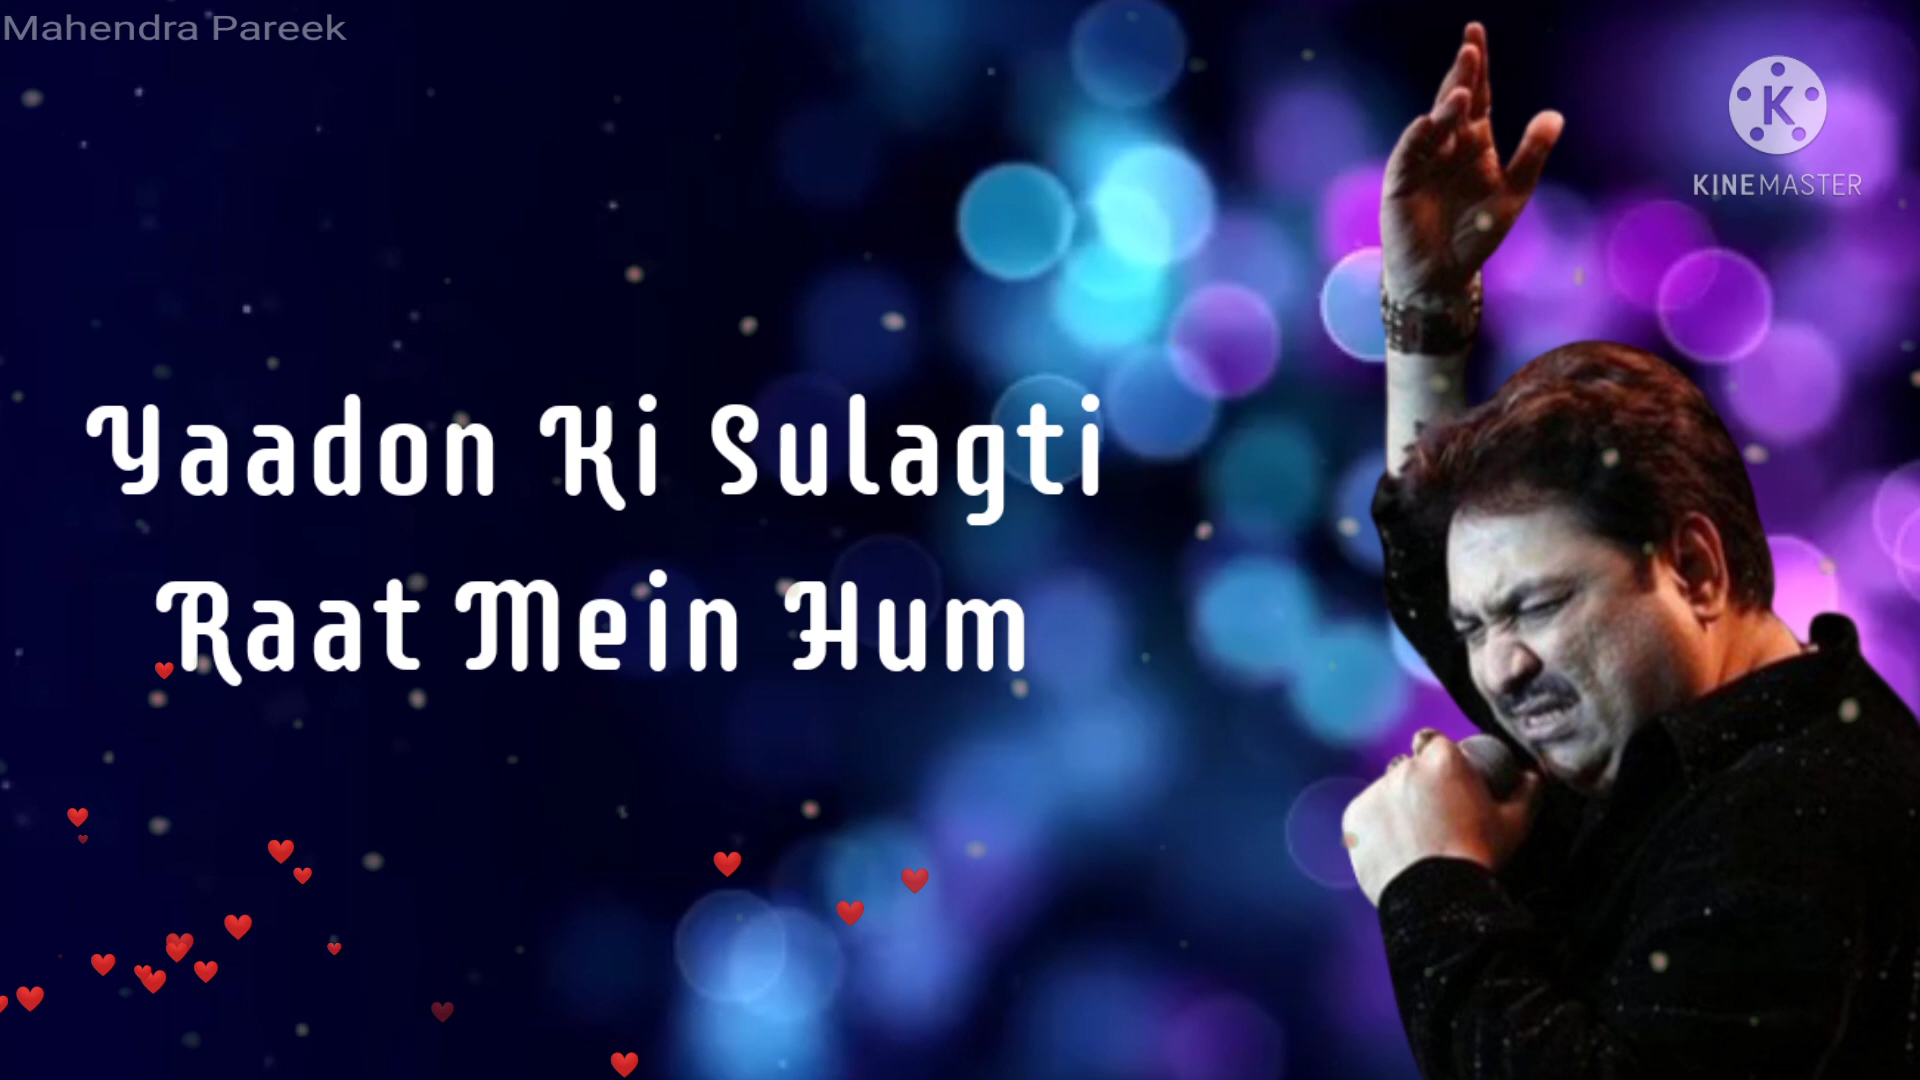 Mahendra Pareek
K
KINEMASTER
Yaadon Ki Sulagti
Raat Mein Hum